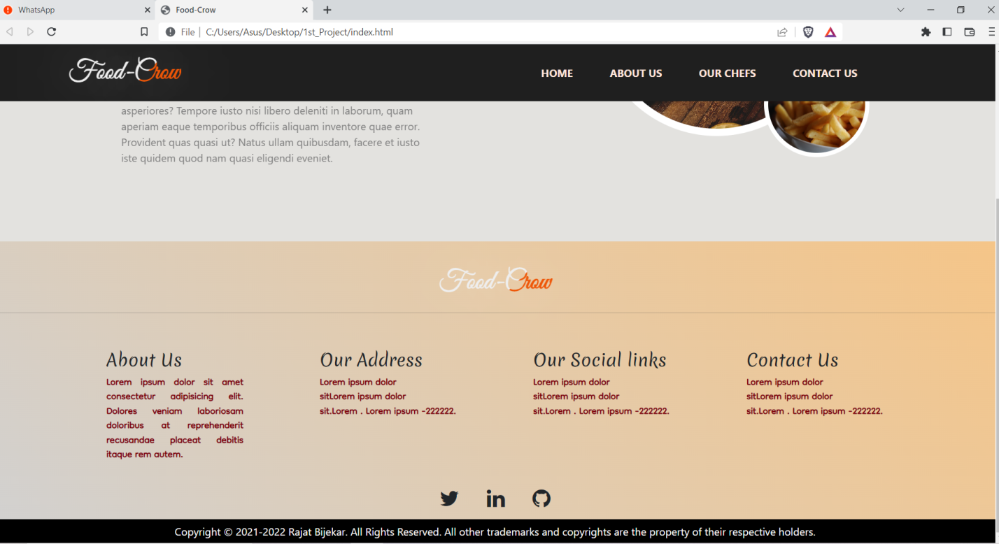 WhatsApp
Food-Crow
File
C:/Users/Asus/Desktop/1st_Project/index.html
Food-Crow
HOME
ABOUT US
OUR CHEFS
CONTACT US
asperiores? Tempore iusto nisi libero deleniti in laborum, quam
aperiam eaque temporibus officiis aliquam inventore quae error.
Provident quas quasi ut? Natus ullam quibusdam, facere et iusto
iste quidem quod nam quasi eligendi eveniet.
Food-Crow
About Us
Lorem ipsum dolor sit amet
consectetur adipisicing elit.
Dolores veniam laboriosam
doloribus at reprehenderit
recusandae placeat debitis
itaque rem autem.
Our Address
Lorem ipsum dolor
sitLorem ipsum dolor
sit.Lorem . Lorem ipsum -222222.
Our Social links
Lorem ipsum dolor
sitLorem ipsum dolor
sit.Lorem . Lorem ipsum -222222.
Contact Us
Lorem ipsum dolor
sitLorem ipsum dolor
sit.Lorem . Lorem ipsum -222222.
in
Copyright © 2021-2022 Rajat Bijekar. All Rights Reserved. All other trademarks and copyrights are the property of their respective holders.